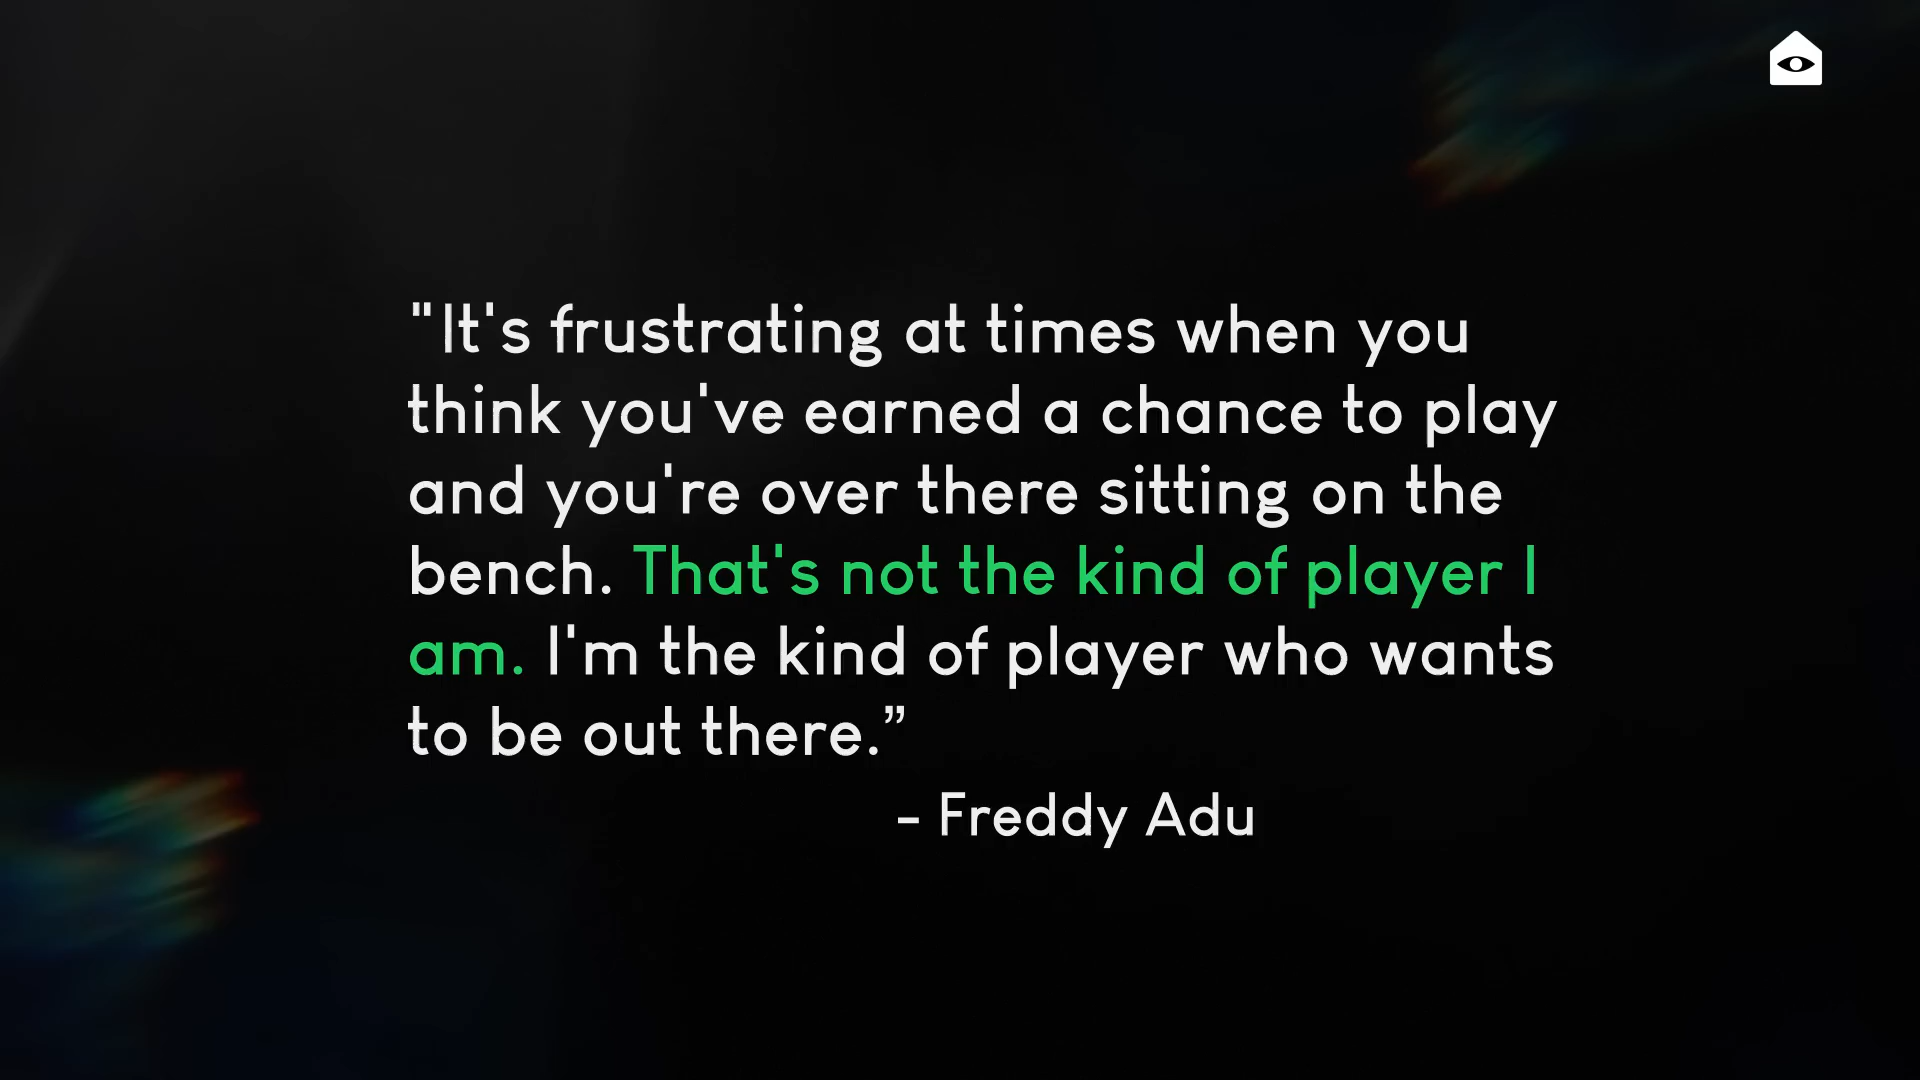 "It's frustrating at times when you
think you've earned a chance to play
and you're over there sitting on the
bench. That's not the kind of player I
am. I'm the kind of player who wants
to be out there.”
- Freddy Adu